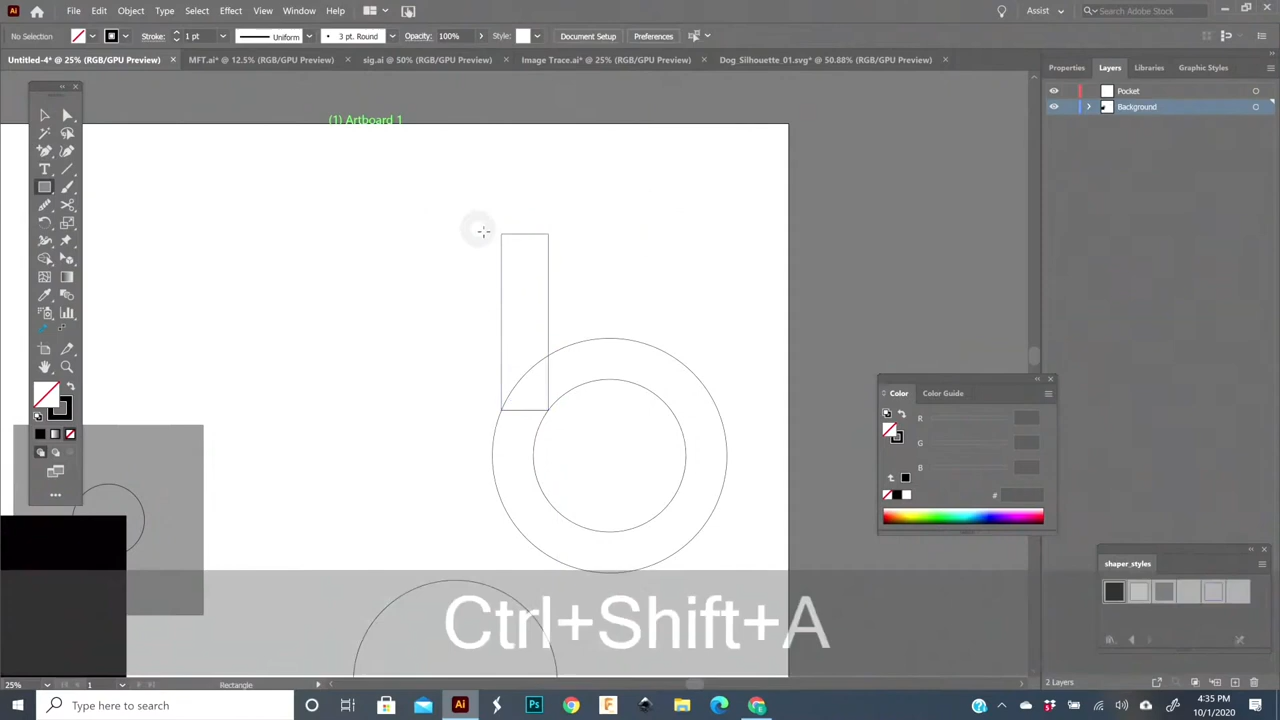 Ai File Edit Object Type Select Effect View Window Help Assist Search Adobe Stock
No Selection Stroke: 1 pt Uniform 3 pt. Round Opacity: 100% Style: Document Setup Preferences
Untitled-4* @ 25% (RGB/GPU Preview) × MFT.ai* @ 12.5% (RGB/GPU Preview) × sig.ai @ 50% (RGB/GPU Preview) × Image Trace.ai* @ 25% (RGB/GPU Preview) × Dog_Silhouette_01.svg* @ 50.88% (RGB/GPU Preview) ×
Properties Layers Libraries Graphic Styles
Pocket
Background
(1) Artboard 1
Color Color Guide
R
G
B
#
shaper_styles
Ctrl+Shift+A
25% 1 Rectangle
2 Layers
Type here to search
Ai Ps
4:35 PM
10/1/2020